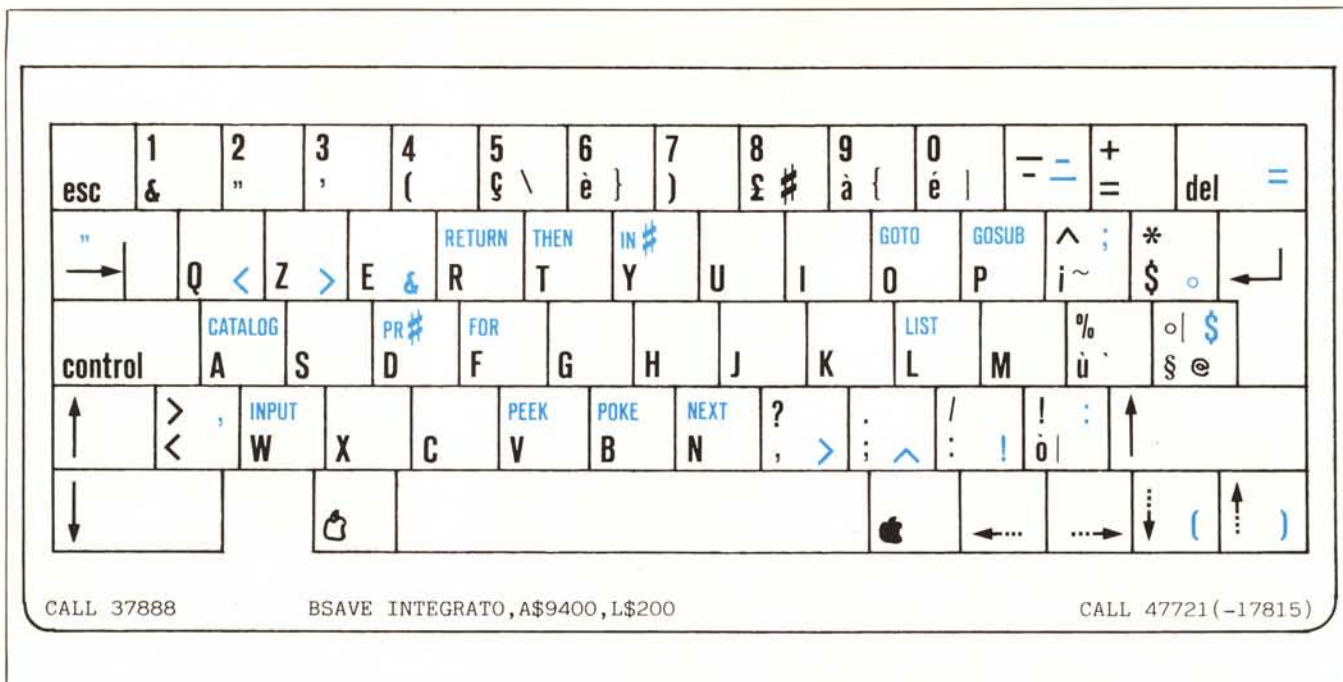 1 2 3 4 5 6 7 8 9 0 — - +
esc & " ' ( ç \ è } ) £ # à { é | - _ = del =
" RETURN THEN IN# GOTO GOSUB ^ ; *
Q < Z > E & R T Y U I O P i ~ $ °
CATALOG PR# FOR LIST % °| $
control A S D F G H J K L M ù ` § @
> , INPUT PEEK POKE NEXT ? . / ! :
< W X C V B N , > ; ^ : ! ò |
( )
CALL 37888 BSAVE INTEGRATO,A$9400,L$200 CALL 47721(-17815)